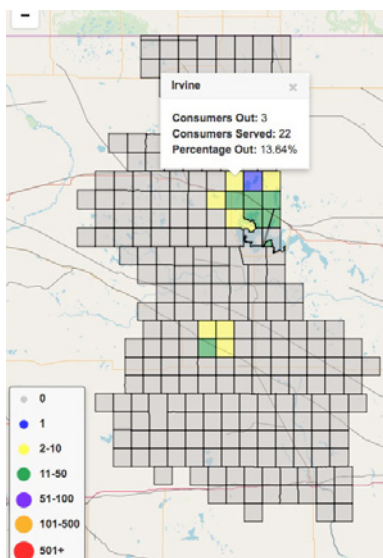 −
Irvine ×
Consumers Out: 3
Consumers Served: 22
Percentage Out: 13.64%
0
1
2-10
11-50
51-100
101-500
501+